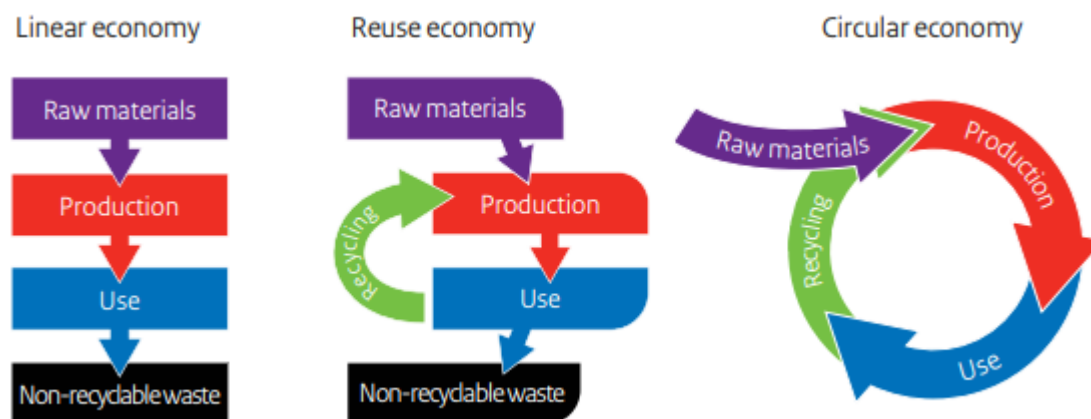 Linear economy
Raw materials
Production
Use
Non-recyclable waste
Reuse economy
Raw materials
Production
Recycling
Use
Non-recyclable waste
Circular economy
Raw materials
Production
Recycling
Use